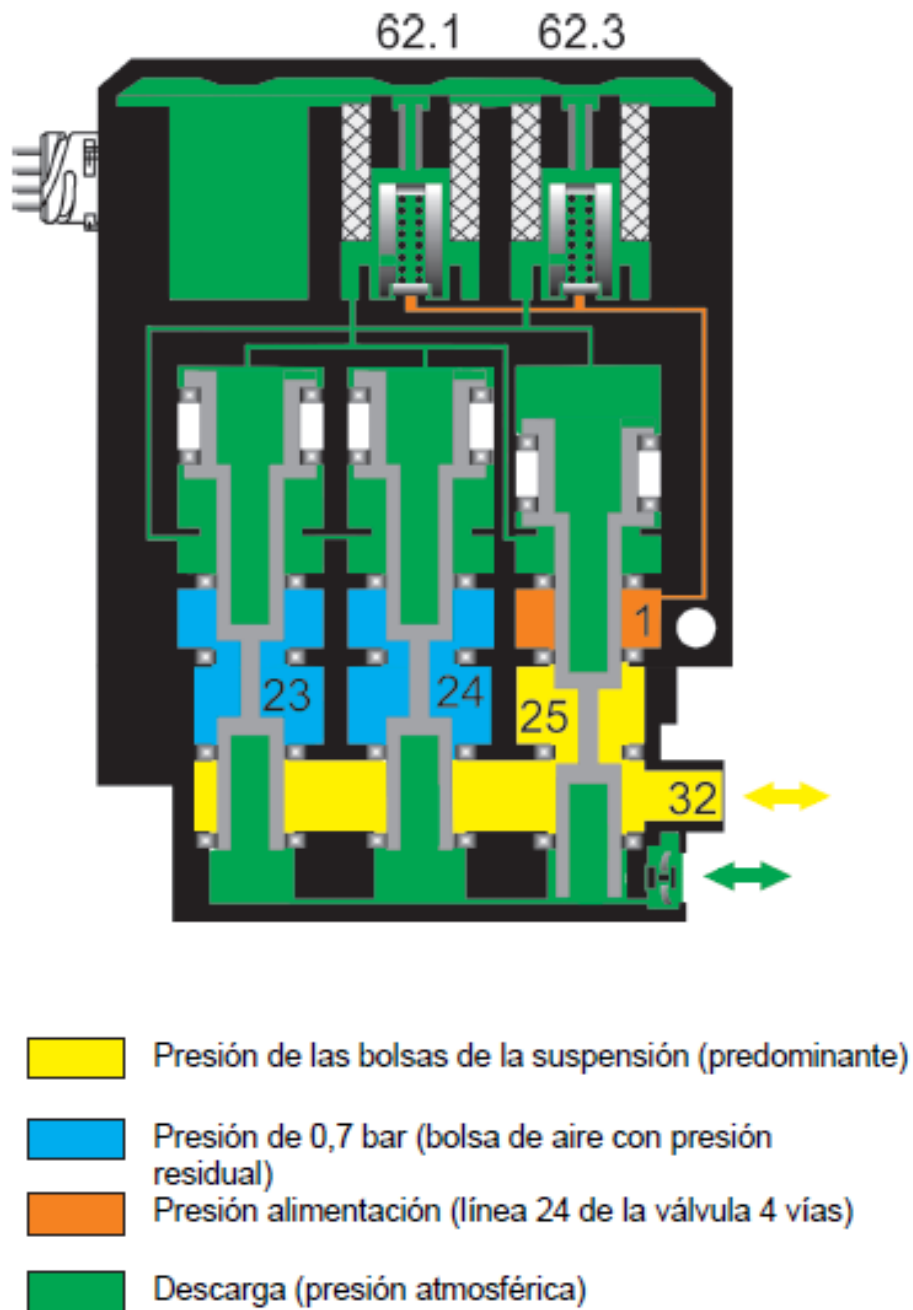 62.1 62.3
1
23 24 25
32
Presión de las bolsas de la suspensión (predominante)
Presión de 0,7 bar (bolsa de aire con presión
residual)
Presión alimentación (línea 24 de la válvula 4 vías)
Descarga (presión atmosférica)